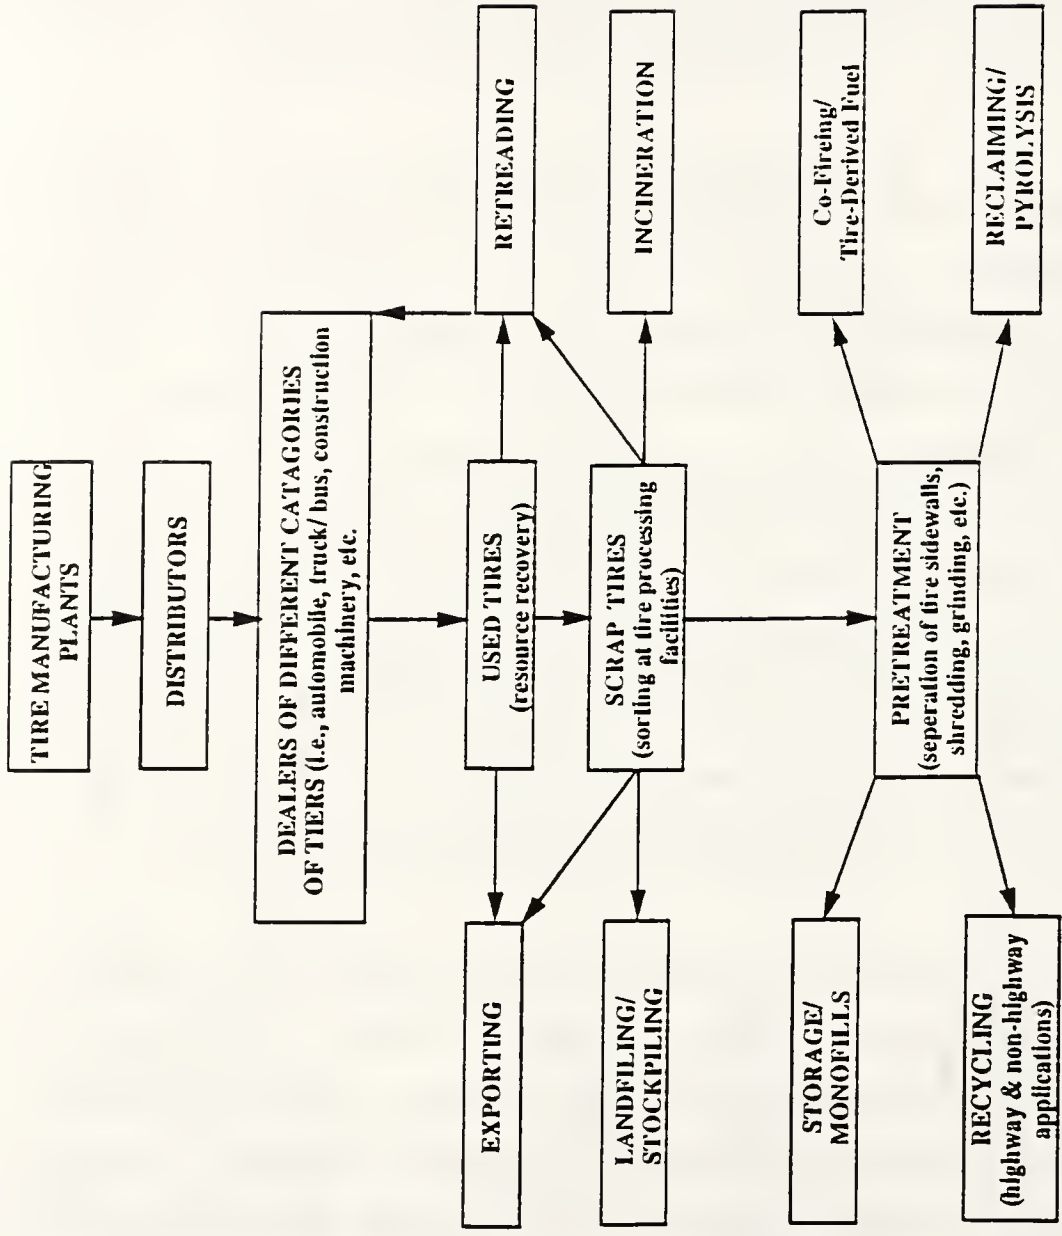 TIRE MANUFACTURING
PLANTS
DISTRIBUTORS
DEALERS OF DIFFERENT CATAGORIES
OF TIERS (i.e., automobile, truck/ bus, construction
machinery, etc.
EXPORTING
USED TIRES
(resource recovery)
RETREADING
LANDFILING/
STOCKPILING
SCRAP TIRES
(sorting at tire processing
facilities)
INCINERATION
STORAGE/
MONOFILLS
Co-Fireing/
Tire-Derived Fuel
PRETREATMENT
(seperation of tire sidewalls,
shredding, grinding, etc.)
RECYCLING
(highway & non-highway
applications)
RECLAIMING/
PYROLYSIS